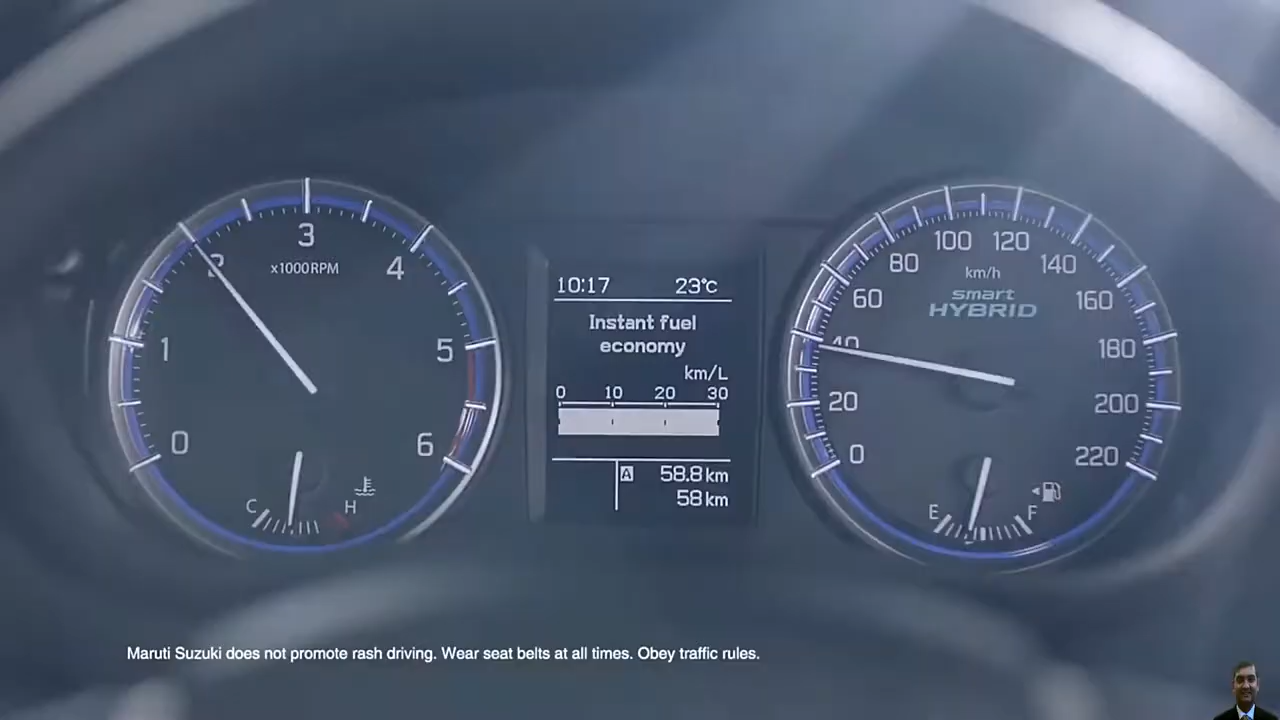 3
2
4
x1000RPM
1
5
0
6
C
H
10:17 23°C
Instant fuel
economy
km/L
0 10 20 30
A 58.8 km
58 km
100 120
80 140
km/h
smart
HYBRID
60 160
40 180
20 200
0 220
E F
Maruti Suzuki does not promote rash driving. Wear seat belts at all times. Obey traffic rules.